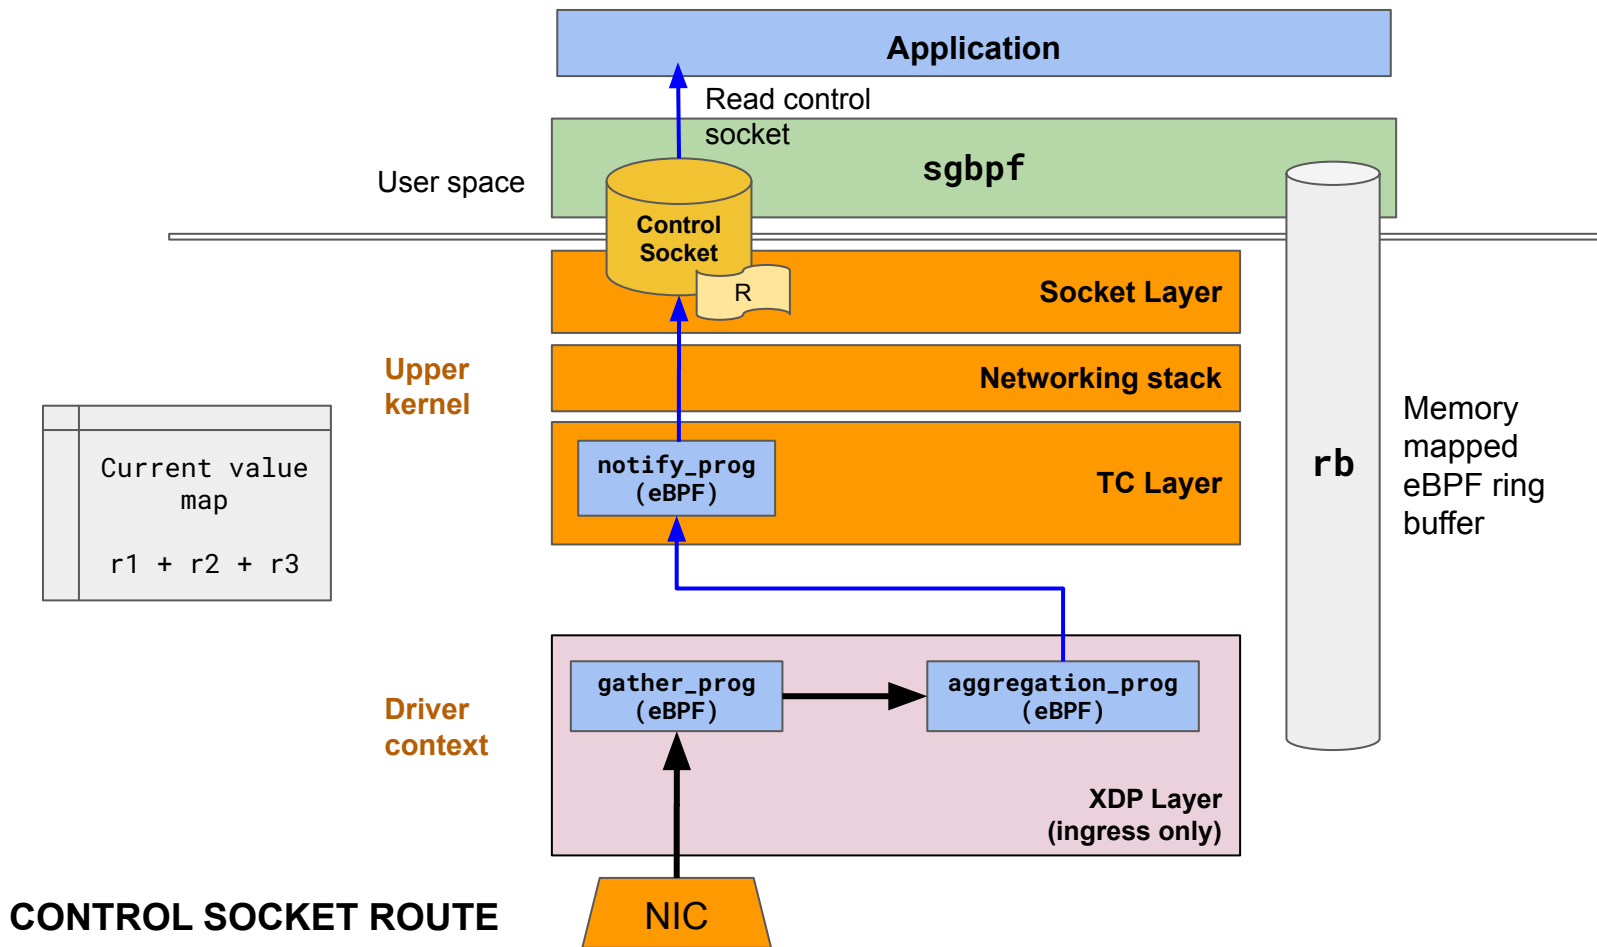 Application
Read control
socket
sgbpf
User space
Control
Socket
R
Socket Layer
Upper
kernel
Networking stack
Current value
map
r1 + r2 + r3
notify_prog
(eBPF)
TC Layer
rb
Memory
mapped
eBPF ring
buffer
Driver
context
gather_prog
(eBPF)
aggregation_prog
(eBPF)
XDP Layer
(ingress only)
NIC
CONTROL SOCKET ROUTE